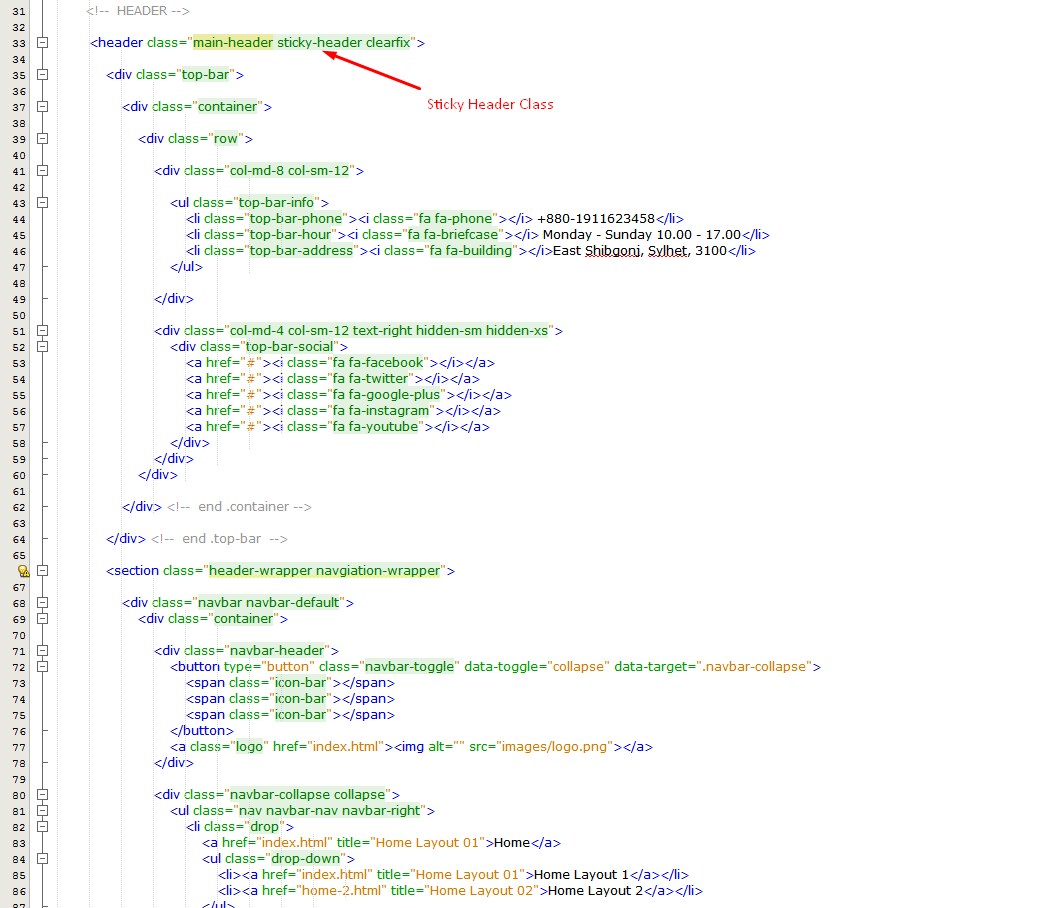 31 <!-- HEADER -->
32
33 <header class="main-header sticky-header clearfix">
34
35 <div class="top-bar">
36
Sticky Header Class
37 <div class="container">
38
39 <div class="row">
40
41 <div class="col-md-8 col-sm-12">
42
43 <ul class="top-bar-info">
44 <li class="top-bar-phone"><i class="fa fa-phone"></i> +880-1911623458</li>
45 <li class="top-bar-hour"><i class="fa fa-briefcase"></i> Monday - Sunday 10.00 - 17.00</li>
46 <li class="top-bar-address"><i class="fa fa-building"></i>East Shibgonj, Sylhet, 3100</li>
47 </ul>
48
49 </div>
50
51 <div class="col-md-4 col-sm-12 text-right hidden-sm hidden-xs">
52 <div class="top-bar-social">
53 <a href="#"><i class="fa fa-facebook"></i></a>
54 <a href="#"><i class="fa fa-twitter"></i></a>
55 <a href="#"><i class="fa fa-google-plus"></i></a>
56 <a href="#"><i class="fa fa-instagram"></i></a>
57 <a href="#"><i class="fa fa-youtube"></i></a>
58 </div>
59 </div>
60 </div>
61
62 </div> <!-- end .container -->
63
64 </div> <!-- end .top-bar -->
65
<section class="header-wrapper navgiation-wrapper">
67
68 <div class="navbar navbar-default">
69 <div class="container">
70
71 <div class="navbar-header">
72 <button type="button" class="navbar-toggle" data-toggle="collapse" data-target=".navbar-collapse">
73 <span class="icon-bar"></span>
74 <span class="icon-bar"></span>
75 <span class="icon-bar"></span>
76 </button>
77 <a class="logo" href="index.html"><img alt="" src="images/logo.png"></a>
78 </div>
79
80 <div class="navbar-collapse collapse">
81 <ul class="nav navbar-nav navbar-right">
82 <li class="drop">
83 <a href="index.html" title="Home Layout 01">Home</a>
84 <ul class="drop-down">
85 <li><a href="index.html" title="Home Layout 01">Home Layout 1</a></li>
86 <li><a href="home-2.html" title="Home Layout 02">Home Layout 2</a></li>
87 </ul>